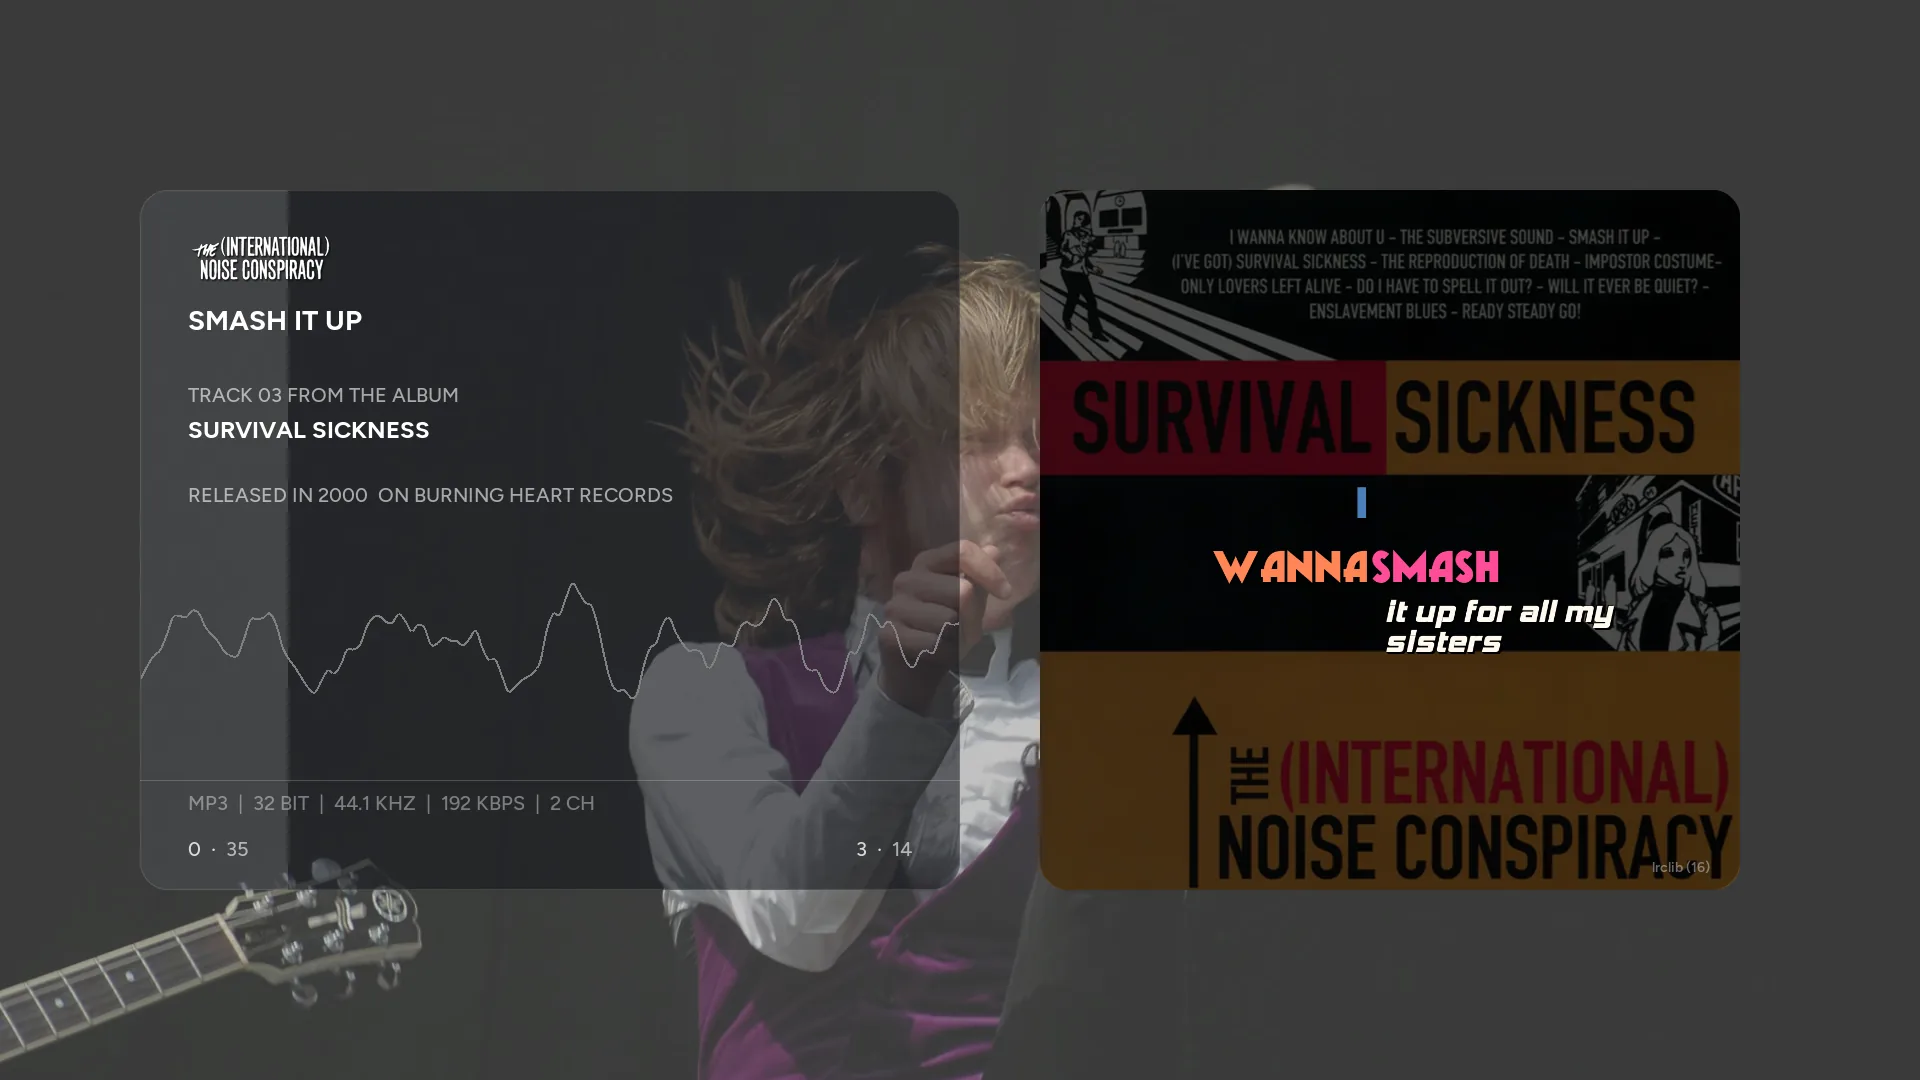 THE (INTERNATIONAL)
NOISE CONSPIRACY
SMASH IT UP
TRACK 03 FROM THE ALBUM
SURVIVAL SICKNESS
RELEASED IN 2000 ON BURNING HEART RECORDS
MP3 | 32 BIT | 44.1 KHZ | 192 KBPS | 2 CH
0 · 35
3 · 14
I WANNA KNOW ABOUT U - THE SUBVERSIVE SOUND - SMASH IT UP -
(I'VE GOT) SURVIVAL SICKNESS - THE REPRODUCTION OF DEATH - IMPOSTOR COSTUME-
ONLY LOVERS LEFT ALIVE - DO I HAVE TO SPELL IT OUT? - WILL IT EVER BE QUIET? -
ENSLAVEMENT BLUES - READY STEADY GO!
SURVIVAL SICKNESS
I
WANNA SMASH
it up for all my
sisters
THE (INTERNATIONAL)
NOISE CONSPIRACY
lrclib (16)